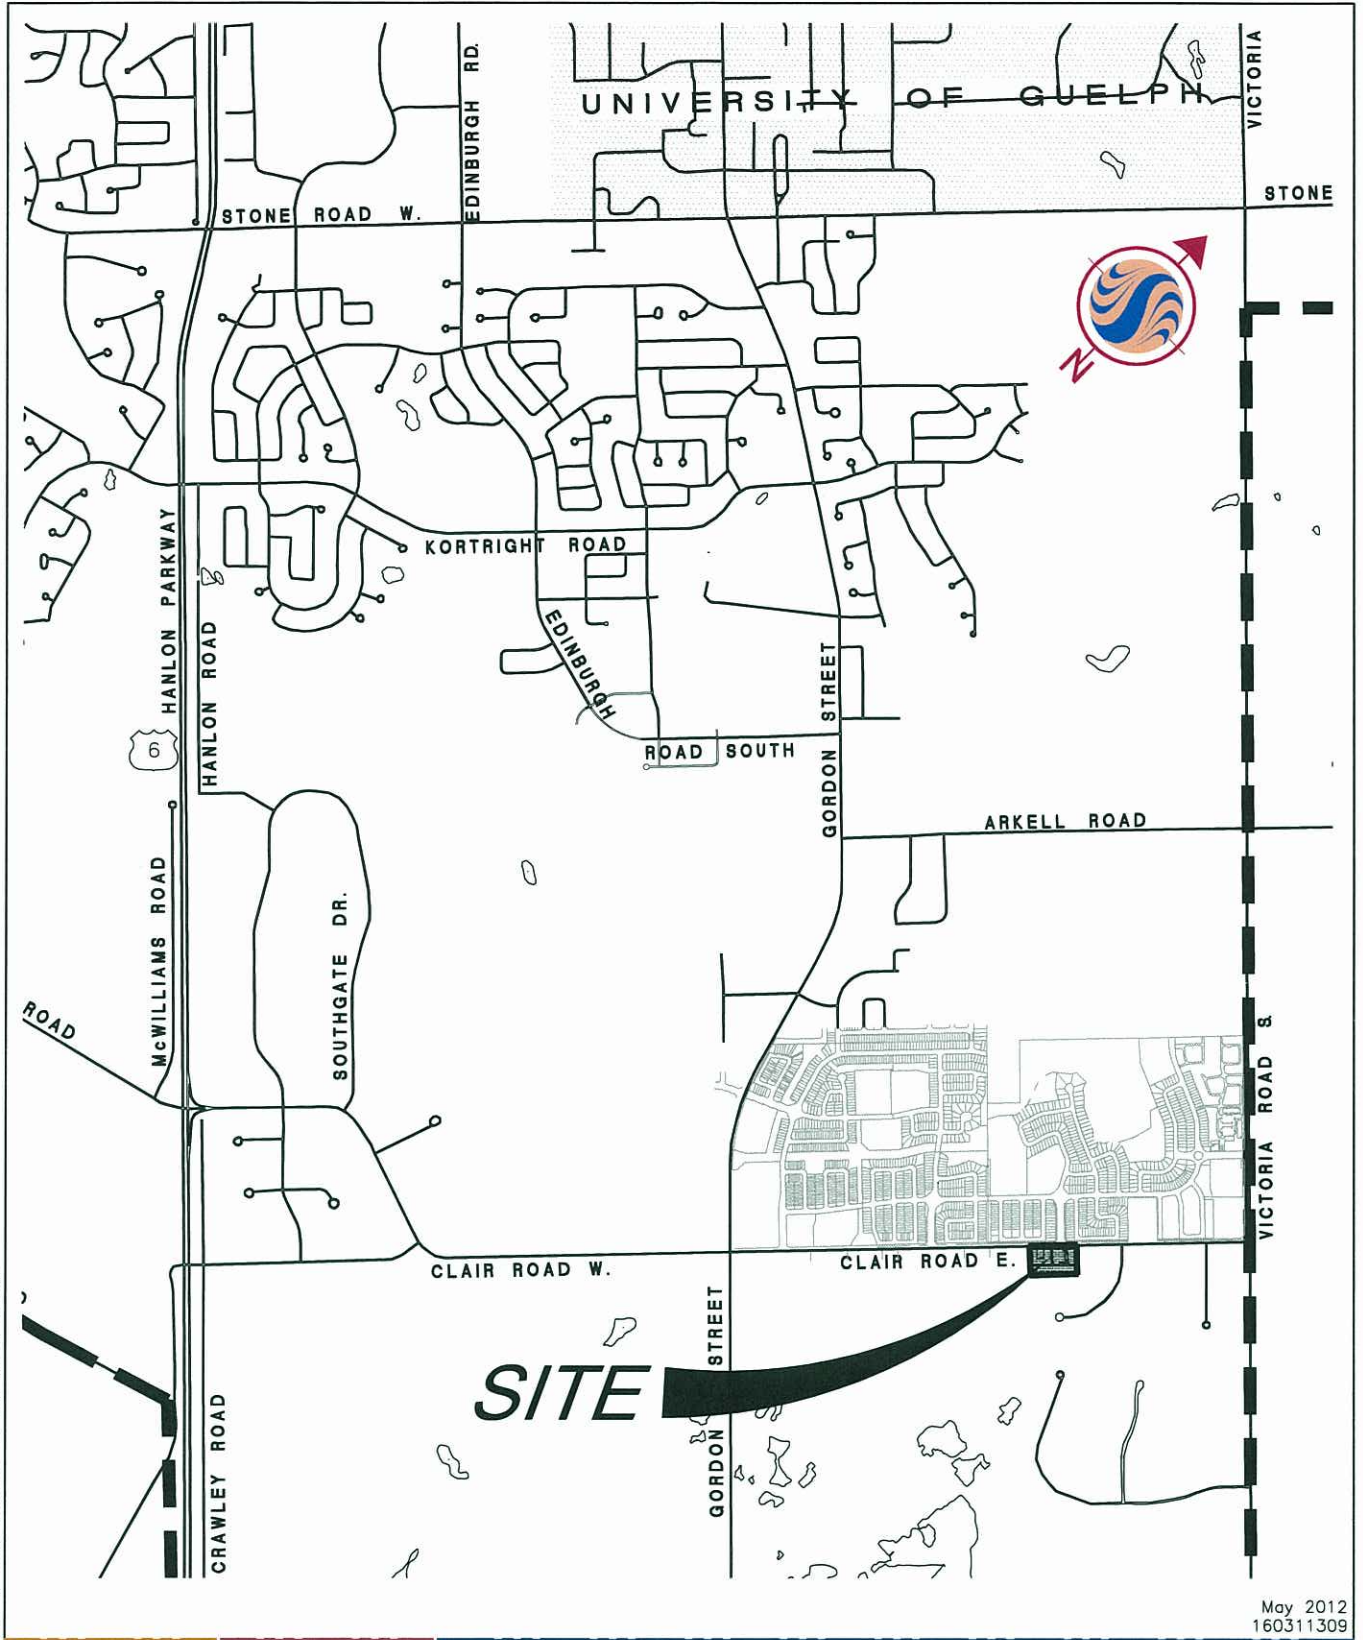 EDINBURGH RD.
VICTORIA
UNIVERSITY OF GUELPH
STONE ROAD W.
STONE
N
KORTRIGHT ROAD
HANLON PARKWAY
HANLON ROAD
EDINBURGH
ROAD SOUTH
GORDON STREET
6
ARKELL ROAD
McWILLIAMS ROAD
SOUTHGATE DR.
ROAD
VICTORIA ROAD S.
CLAIR ROAD W.
CLAIR ROAD E.
SITE
GORDON STREET
CRAWLEY ROAD
May 2012
160311309